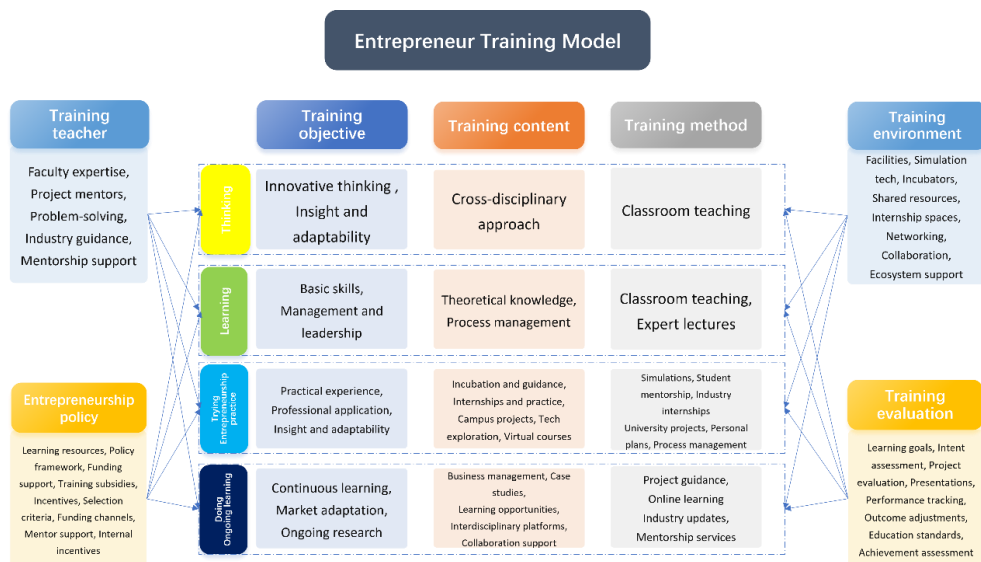 Entrepreneur Training Model
Training
teacher
Faculty expertise,
Project mentors,
Problem-solving,
Industry guidance,
Mentorship support
Entrepreneurship
policy
Learning resources, Policy
framework, Funding
support, Training subsidies,
Incentives, Selection
criteria, Funding channels,
Mentor support, Internal
incentives
Training
objective
Training content
Training method
Thinking
Innovative thinking ,
Insight and
adaptability
Cross-disciplinary
approach
Classroom teaching
Learning
Basic skills,
Management and
leadership
Theoretical knowledge,
Process management
Classroom teaching,
Expert lectures
Trying
Entrepreneurship
practice
Practical experience,
Professional application,
Insight and adaptability
Incubation and guidance,
Internships and practice,
Campus projects, Tech
exploration, Virtual courses
Simulations, Student
mentorship, Industry
internships
University projects, Personal
plans, Process management
Doing
Ongoing learning
Continuous learning,
Market adaptation,
Ongoing research
Business management, Case
studies,
Learning opportunities,
Interdisciplinary platforms,
Collaboration support
Project guidance,
Online learning
Industry updates,
Mentorship services
Training
environment
Facilities, Simulation
tech, Incubators,
Shared resources,
Internship spaces,
Networking,
Collaboration,
Ecosystem support
Training
evaluation
Learning goals, Intent
assessment, Project
evaluation, Presentations,
Performance tracking,
Outcome adjustments,
Education standards,
Achievement assessment